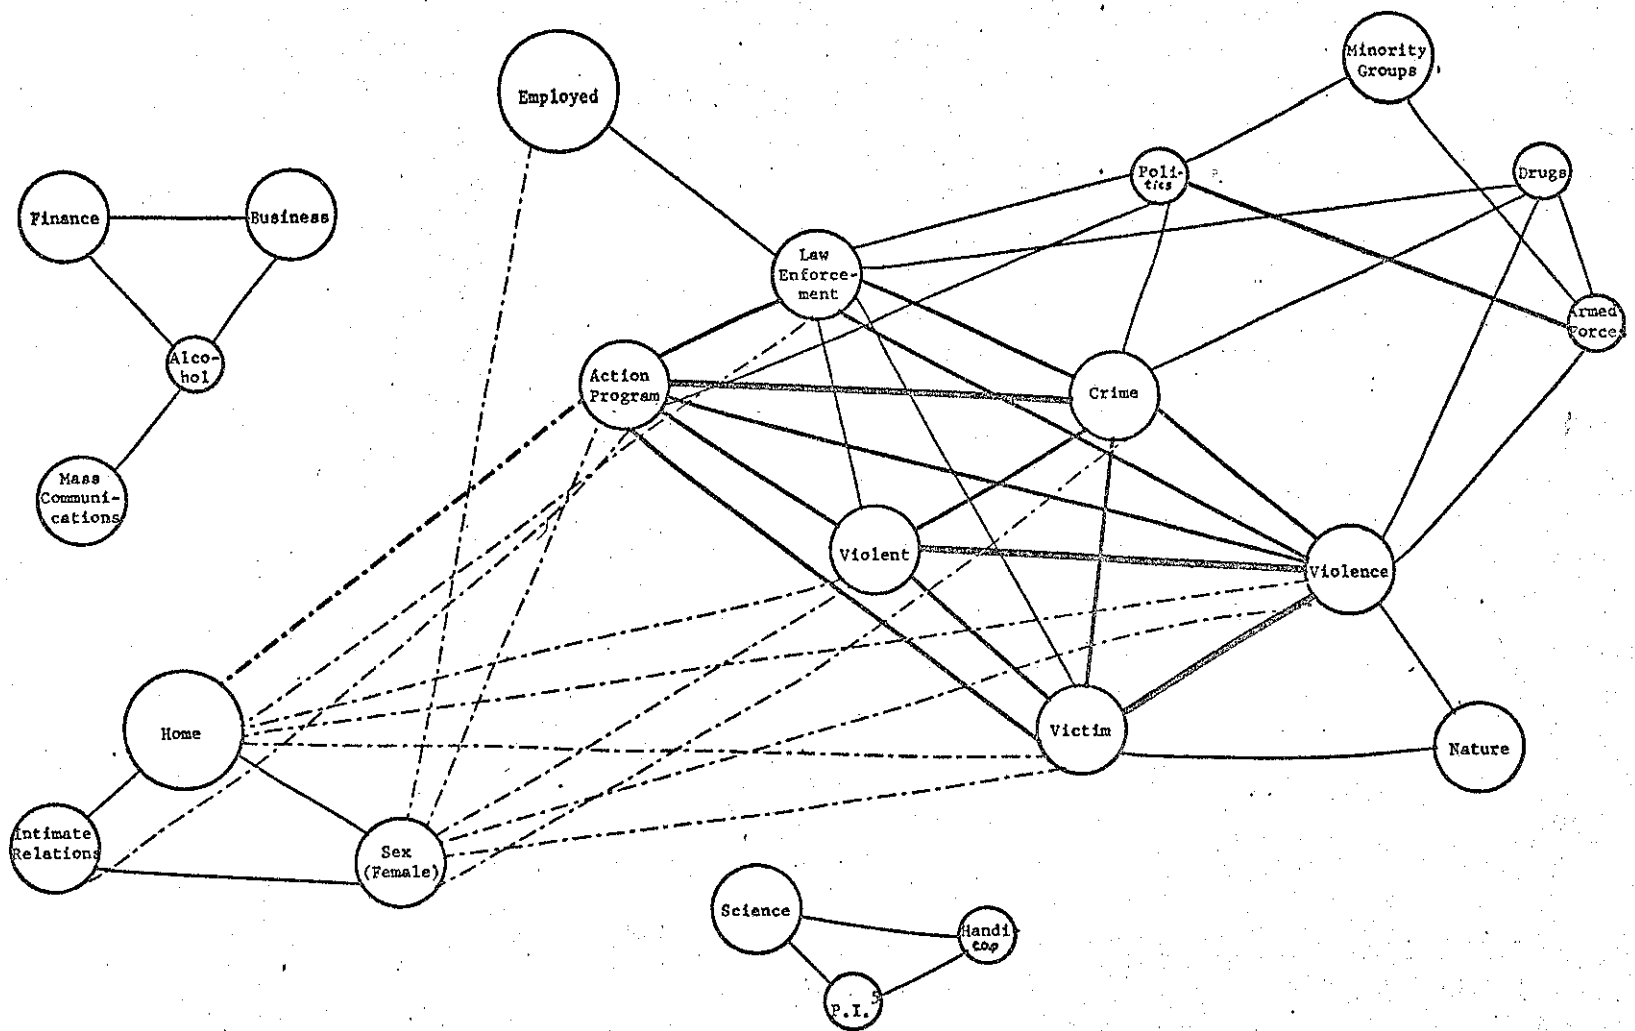 Minority
Groups
Employed
Poli-
tics
Drugs
Finance
Business
Law
Enforce-
ment
Armed
Forces
Alco-
hol
Action
Program
Crime
Mass
Communi-
cations
Violent
Violence
Home
Victim
Nature
Intimate
Relations
Sex
(Female)
Science
Handi
cap
P.I.s